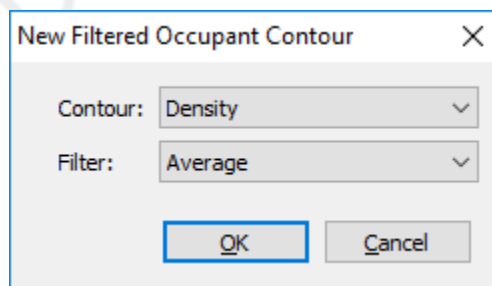 New Filtered Occupant Contour
Contour: Density
Filter: Average
OK Cancel